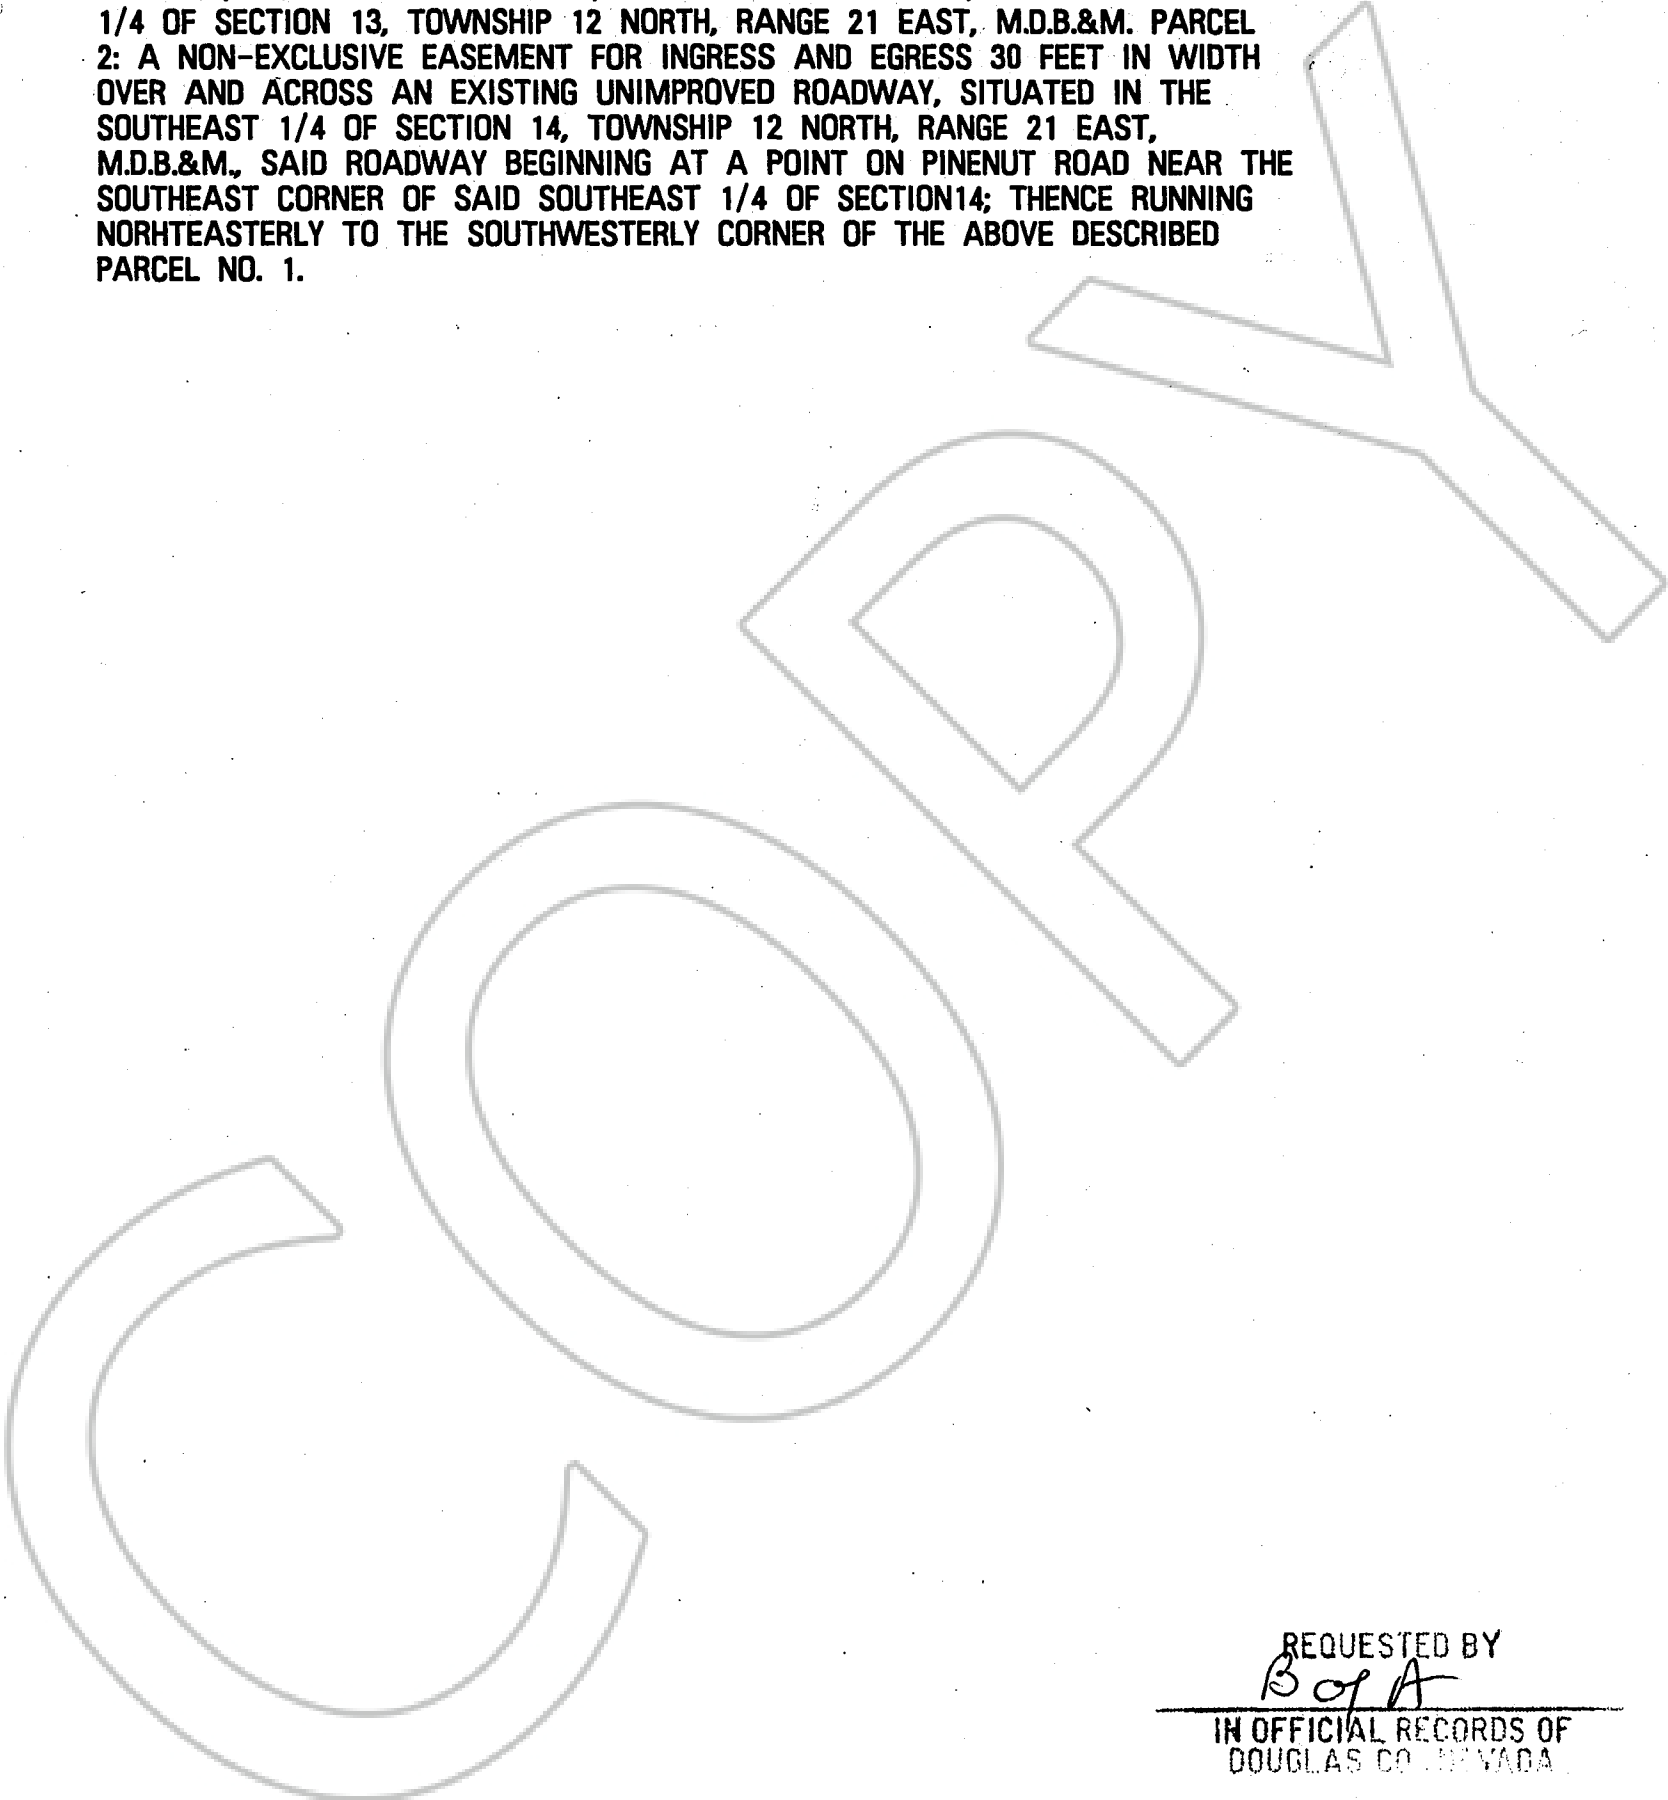 1/4 OF SECTION 13, TOWNSHIP 12 NORTH, RANGE 21 EAST, M.D.B.&M. PARCEL
2: A NON-EXCLUSIVE EASEMENT FOR INGRESS AND EGRESS 30 FEET IN WIDTH
OVER AND ACROSS AN EXISTING UNIMPROVED ROADWAY, SITUATED IN THE
SOUTHEAST 1/4 OF SECTION 14, TOWNSHIP 12 NORTH, RANGE 21 EAST,
M.D.B.&M., SAID ROADWAY BEGINNING AT A POINT ON PINENUT ROAD NEAR THE
SOUTHEAST CORNER OF SAID SOUTHEAST 1/4 OF SECTION14; THENCE RUNNING
NORHTEASTERLY TO THE SOUTHWESTERLY CORNER OF THE ABOVE DESCRIBED
PARCEL NO. 1.
COPY
REQUESTED BY
B of A
IN OFFICIAL RECORDS OF
DOUGLAS CO. NEVADA